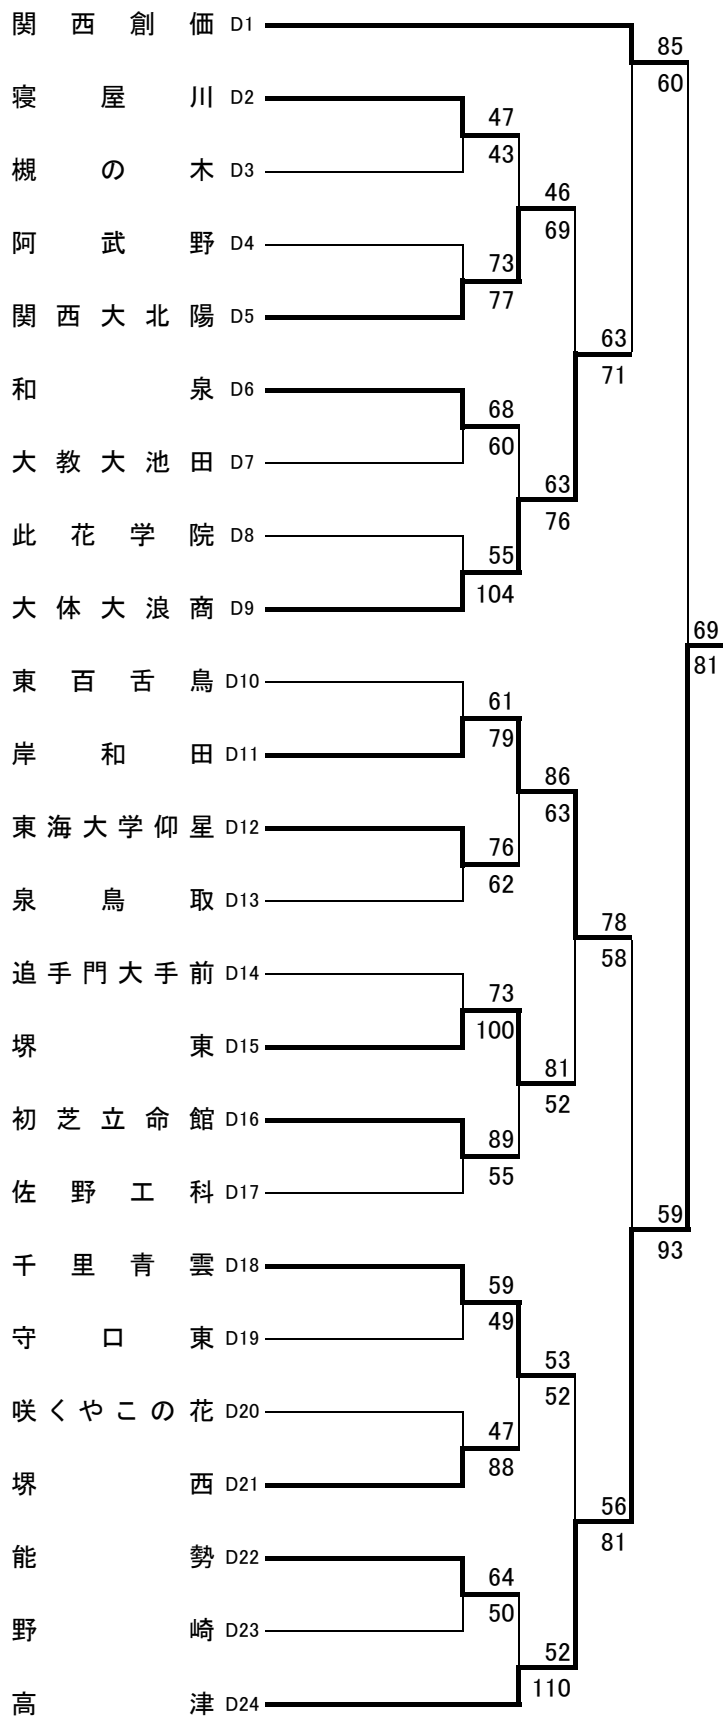 関西創価 D1
85
60
寝屋川 D2
47
43
槻の木 D3
46
69
阿武野 D4
73
77
関西大北陽 D5
63
71
和泉 D6
68
60
大教大池田 D7
63
76
此花学院 D8
55
104
大体大浪商 D9
69
81
東百舌鳥 D10
61
79
岸和田 D11
86
63
東海大学仰星 D12
76
62
泉鳥取 D13
78
58
追手門大手前 D14
73
100
堺東 D15
81
52
初芝立命館 D16
89
55
佐野工科 D17
59
93
千里青雲 D18
59
49
守口東 D19
53
52
咲くやこの花 D20
47
88
堺西 D21
56
81
能勢 D22
64
50
野崎 D23
52
110
高津 D24